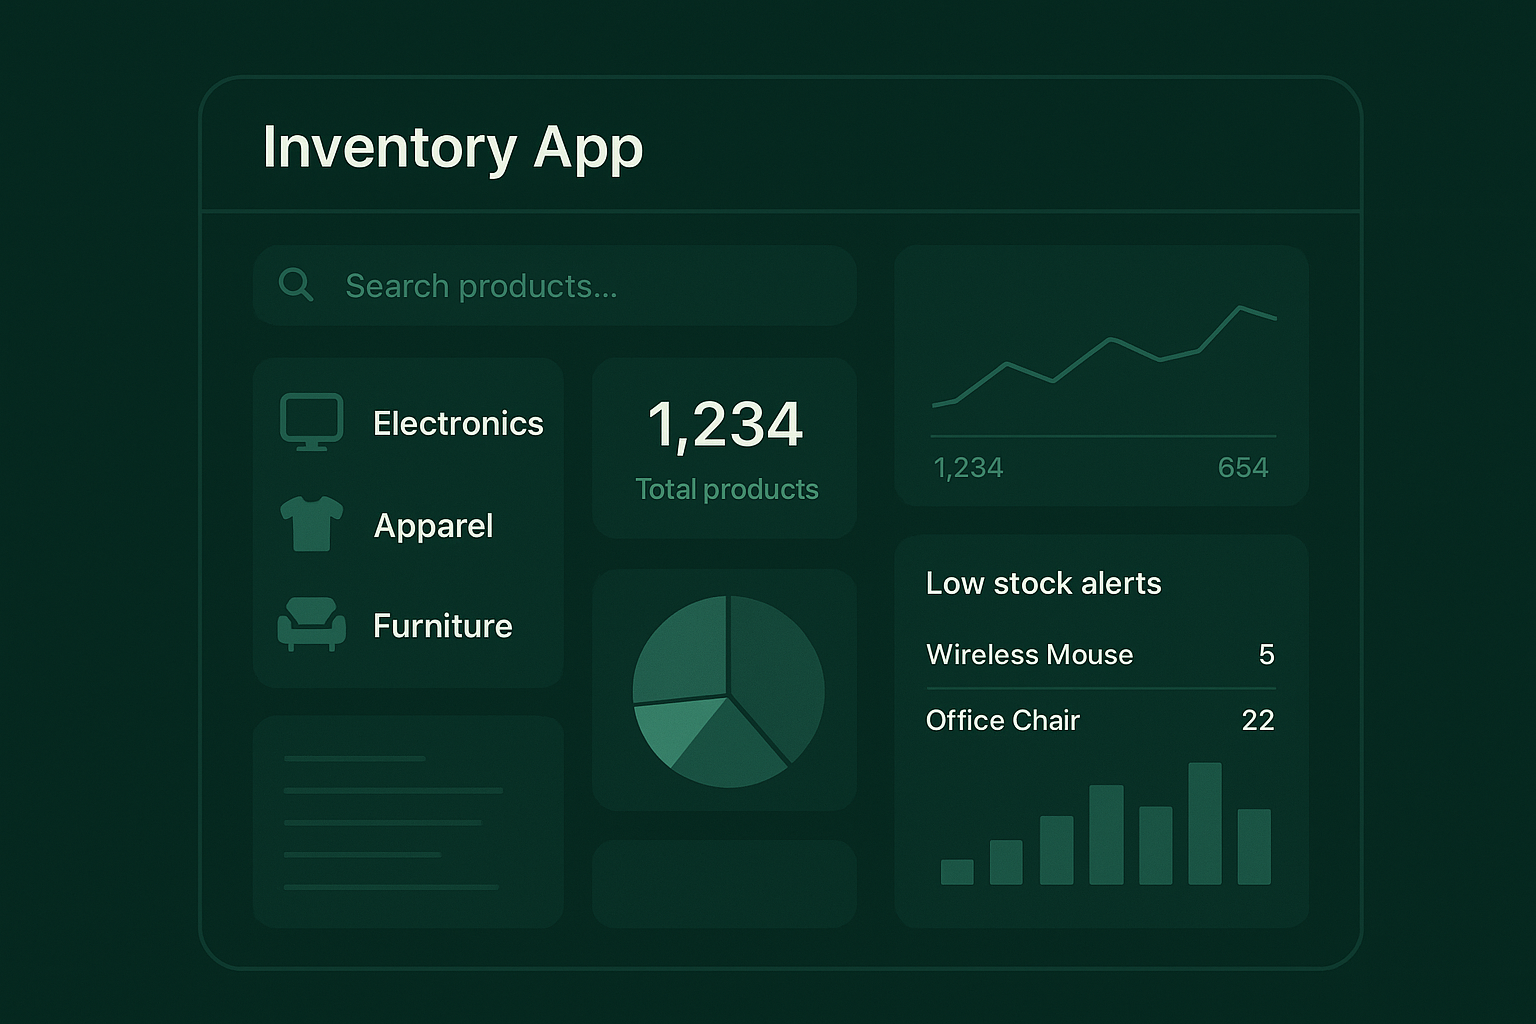 Inventory App
Search products...
Electronics
Apparel
Furniture
1,234
Total products
1,234 654
Low stock alerts
Wireless Mouse 5
Office Chair 22